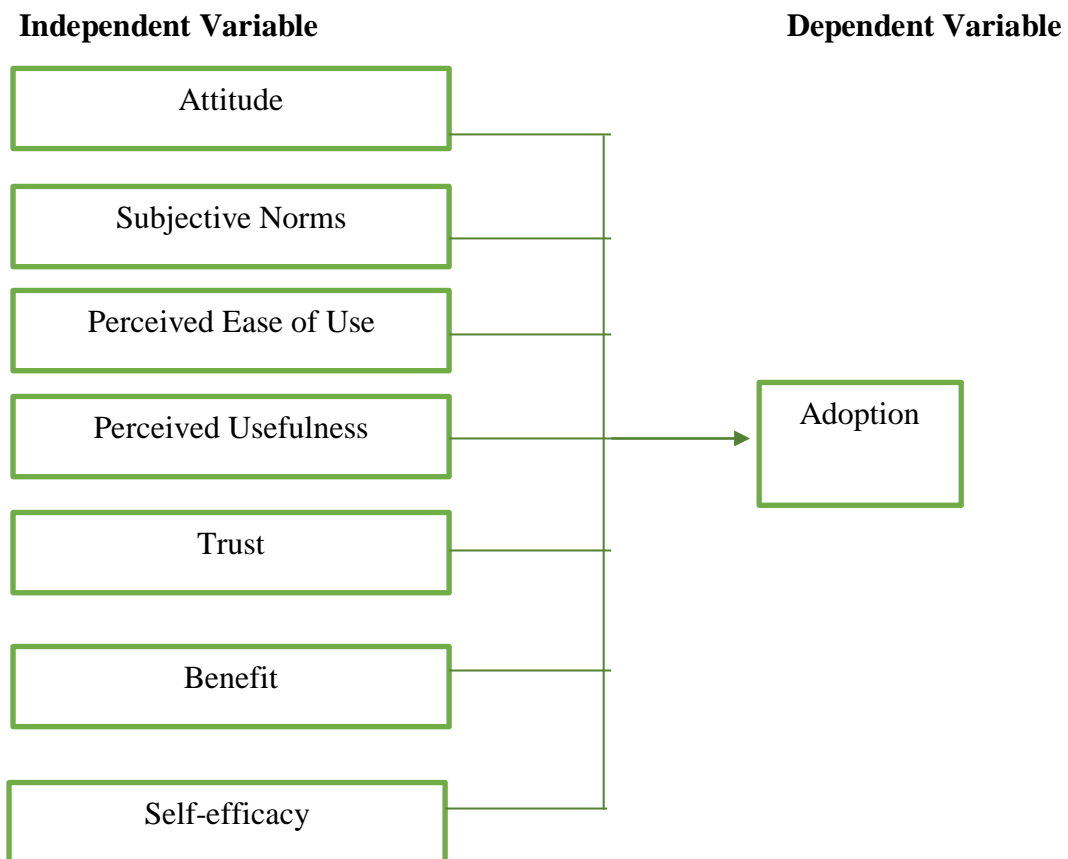 Independent Variable
Dependent Variable
Attitude
Subjective Norms
Perceived Ease of Use
Perceived Usefulness
Adoption
Trust
Benefit
Self-efficacy